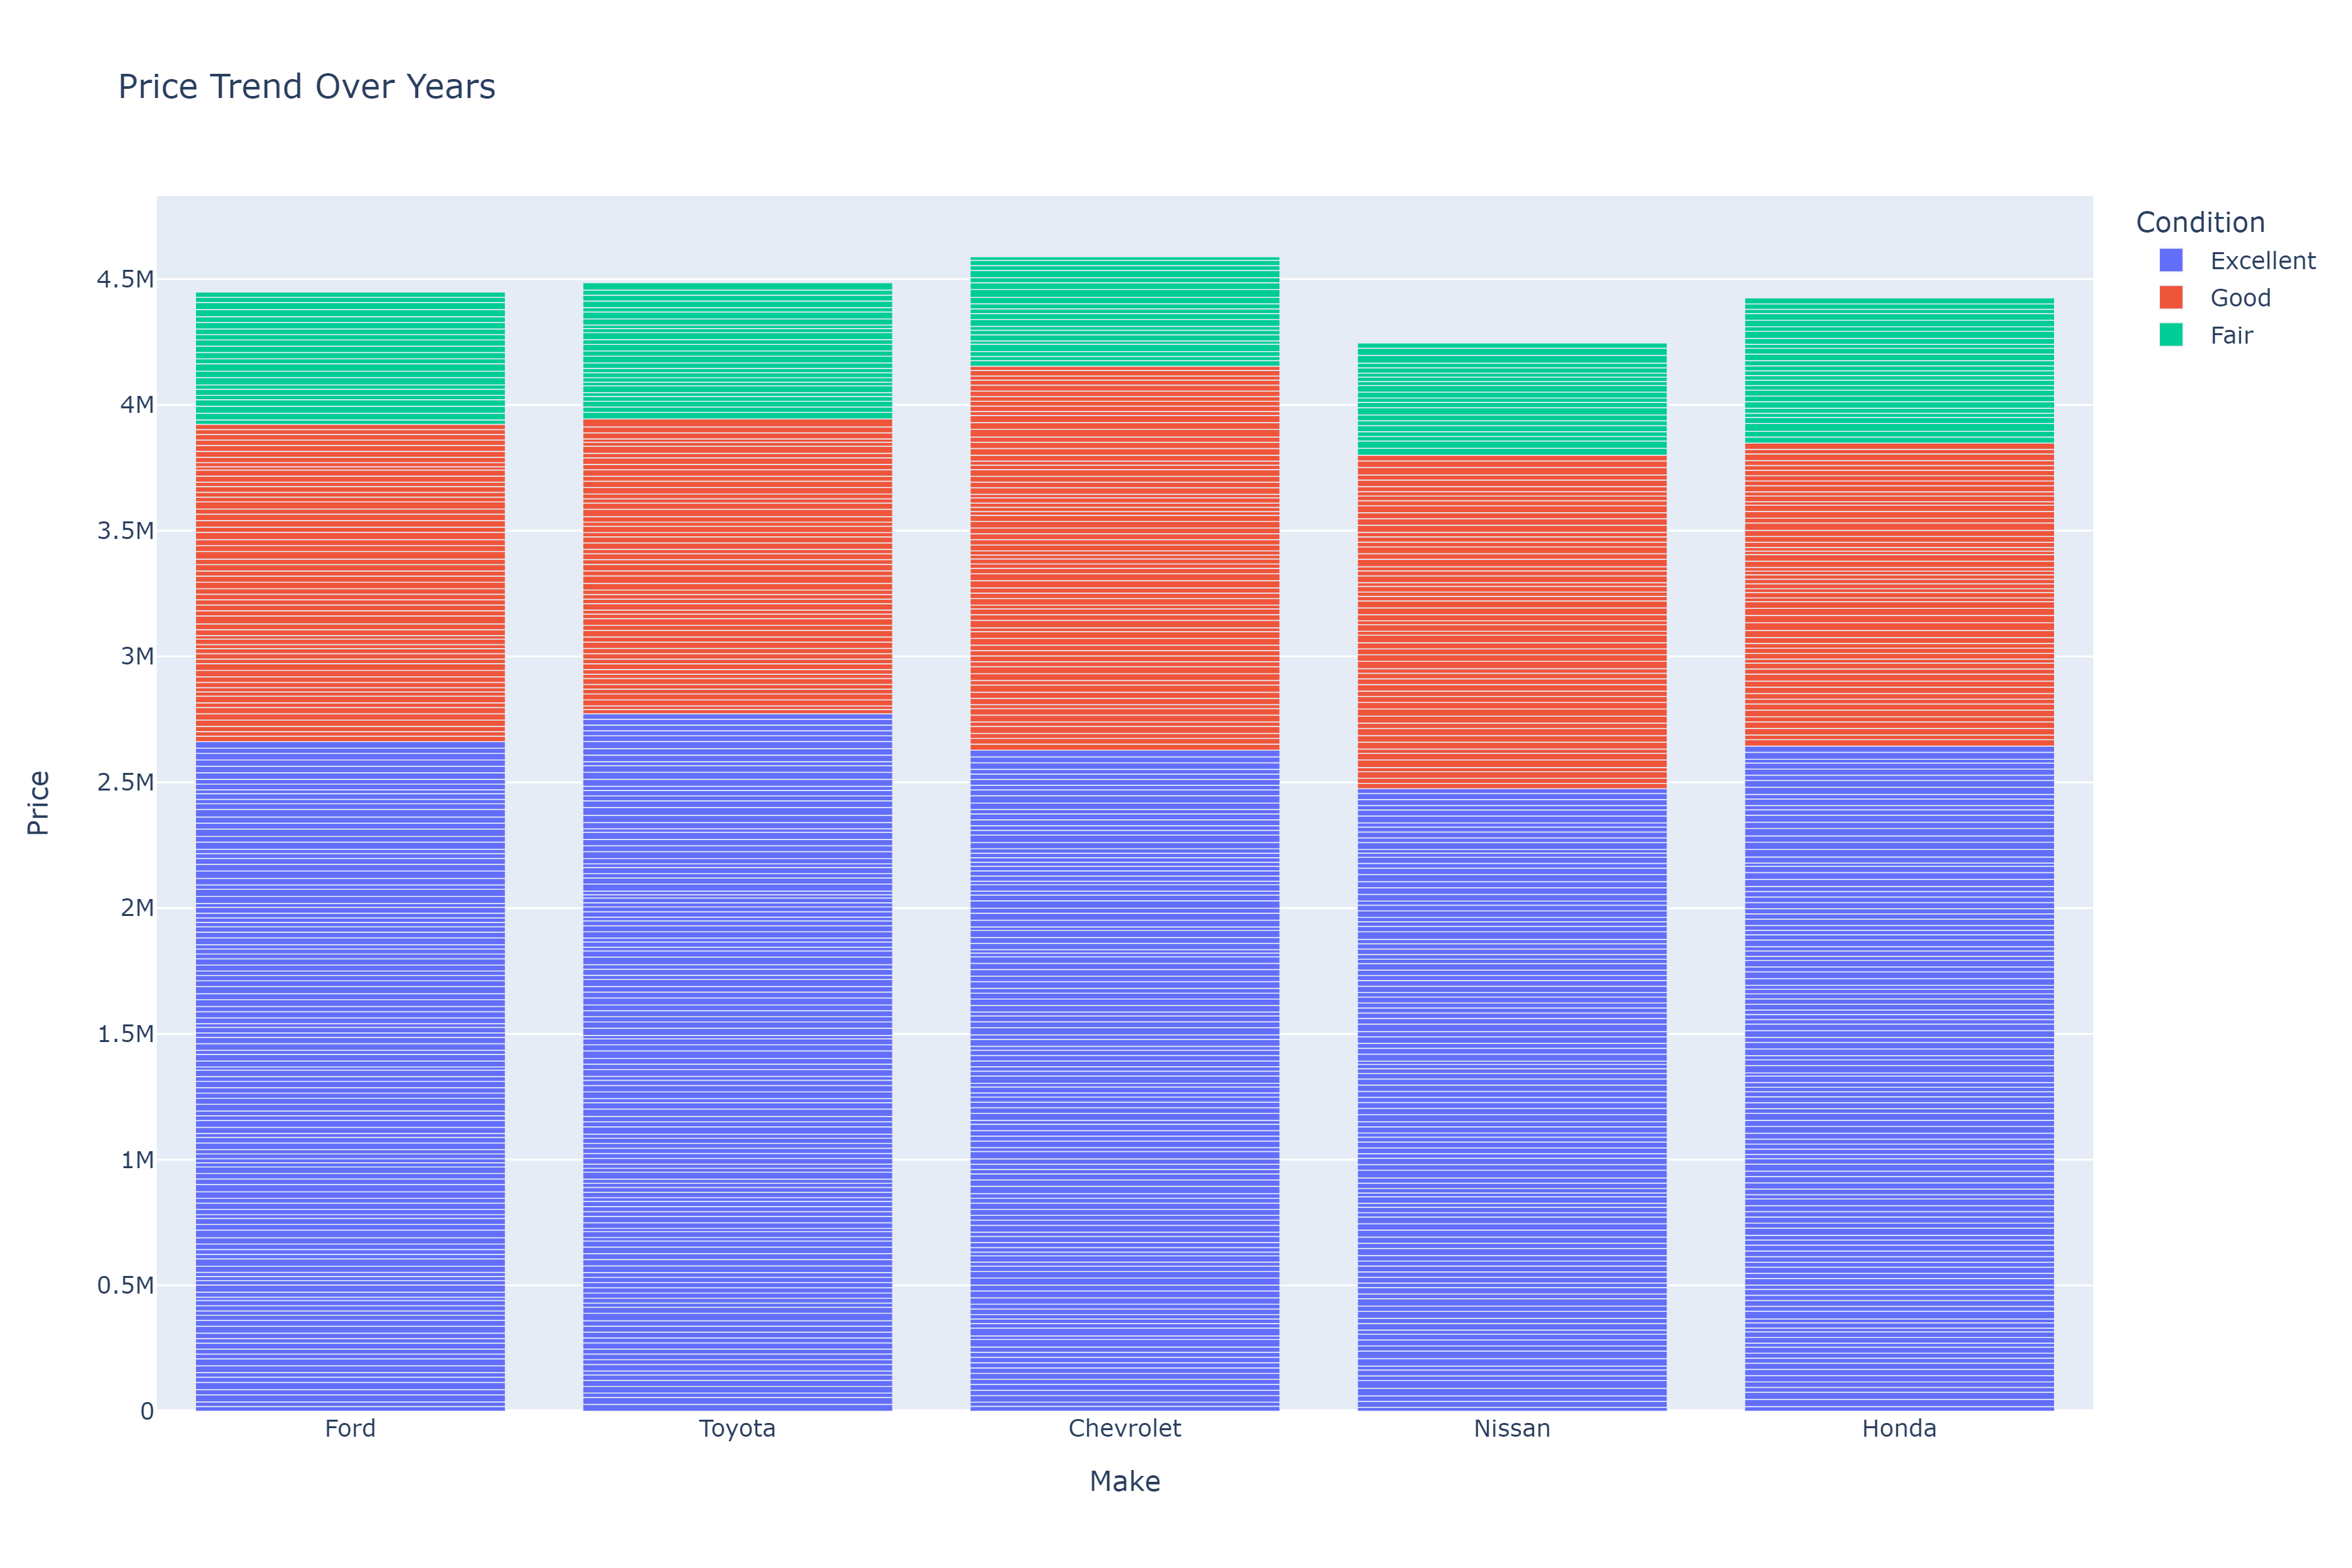 Price Trend Over Years
Condition
Excellent
Good
Fair
4.5M
4M
3.5M
3M
2.5M
2M
1.5M
1M
0.5M
0
Price
Ford
Toyota
Chevrolet
Nissan
Honda
Make